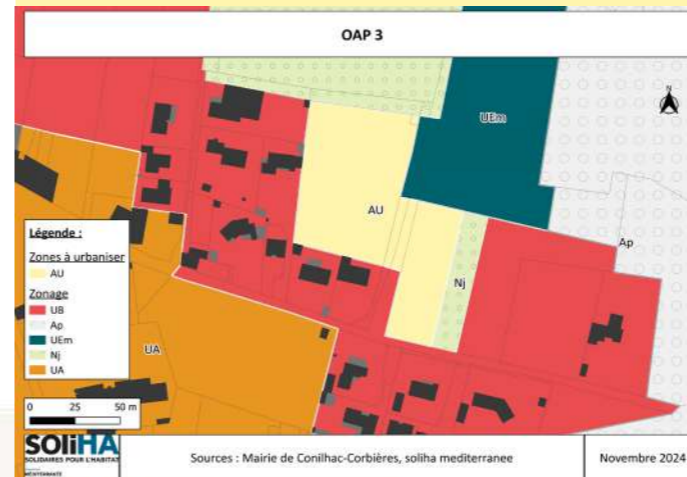 OAP 3
N
UEm
AU
Ap
Nj
UA
Légende :
Zones à urbaniser
AU
Zonage
UB
Ap
UEm
Nj
UA
0 25 50 m
SOLiHA
SOLIDAIRES POUR L'HABITAT
MÉDITERRANÉE
Sources : Mairie de Conilhac-Corbières, soliha mediterranee
Novembre 2024